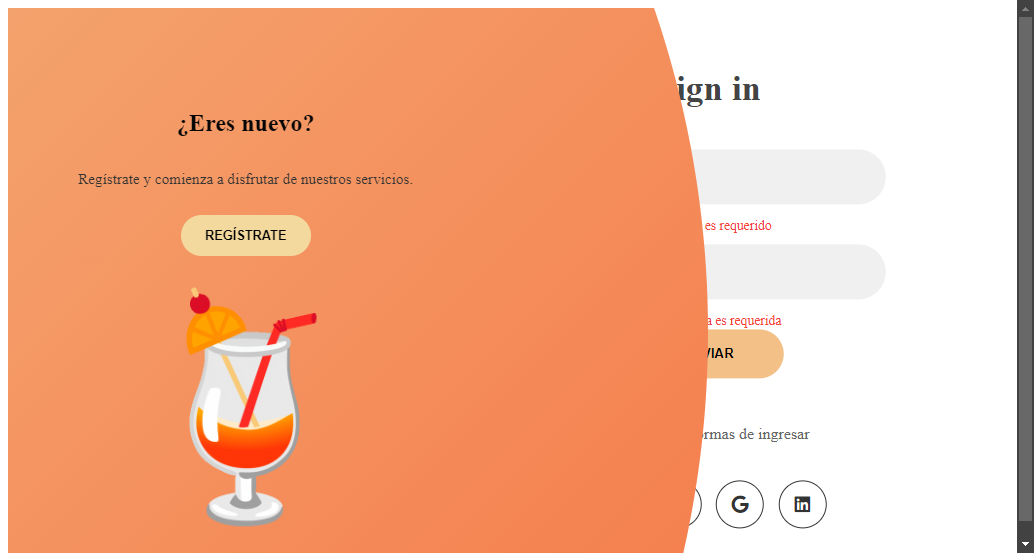 ¿Eres nuevo?
Regístrate y comienza a disfrutar de nuestros servicios.
REGÍSTRATE
ign in
es requerido
a es requerida
VIAR
ormas de ingresar
G
in